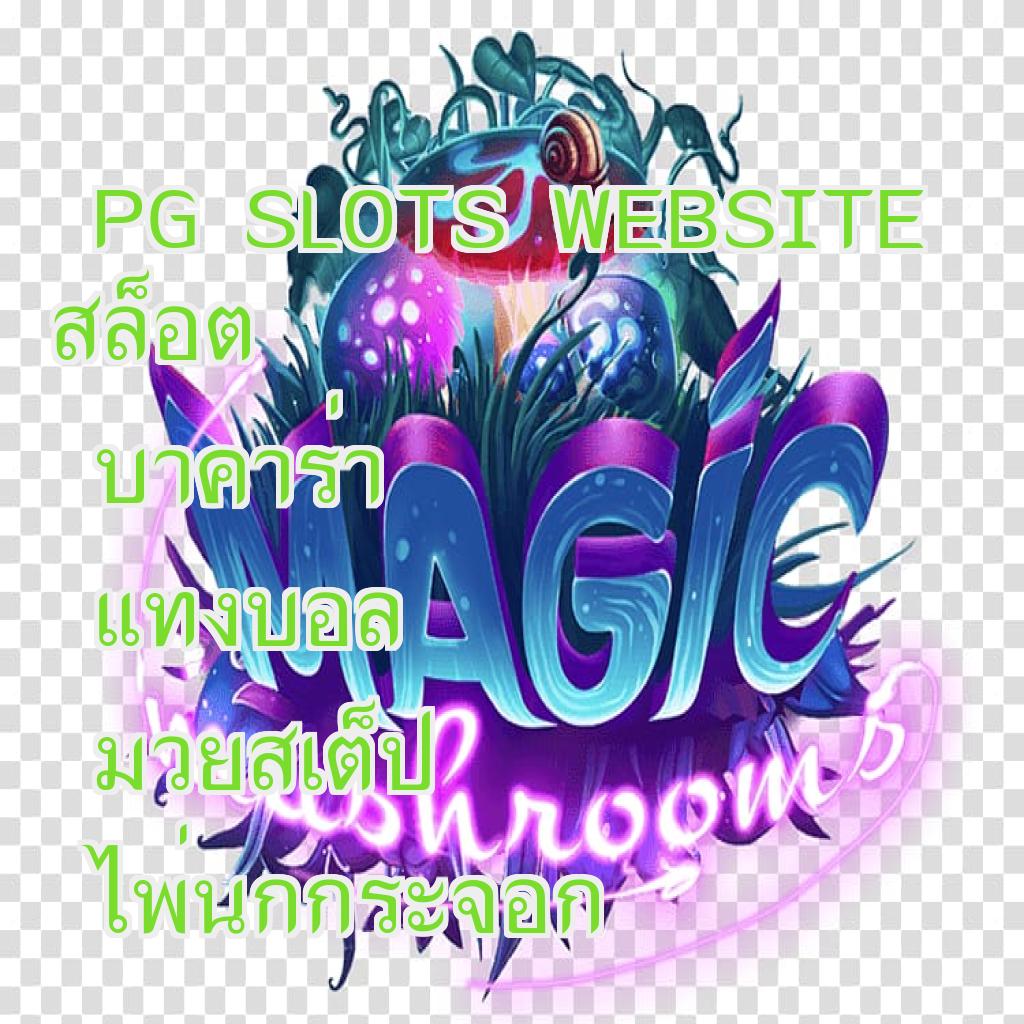 PG SLOTS WEBSITE
สล็อต
บาคาร่า
แทงบอล
MAGIC
มวยสเต็ป
mushrooms
ไพ่นกกระจอก